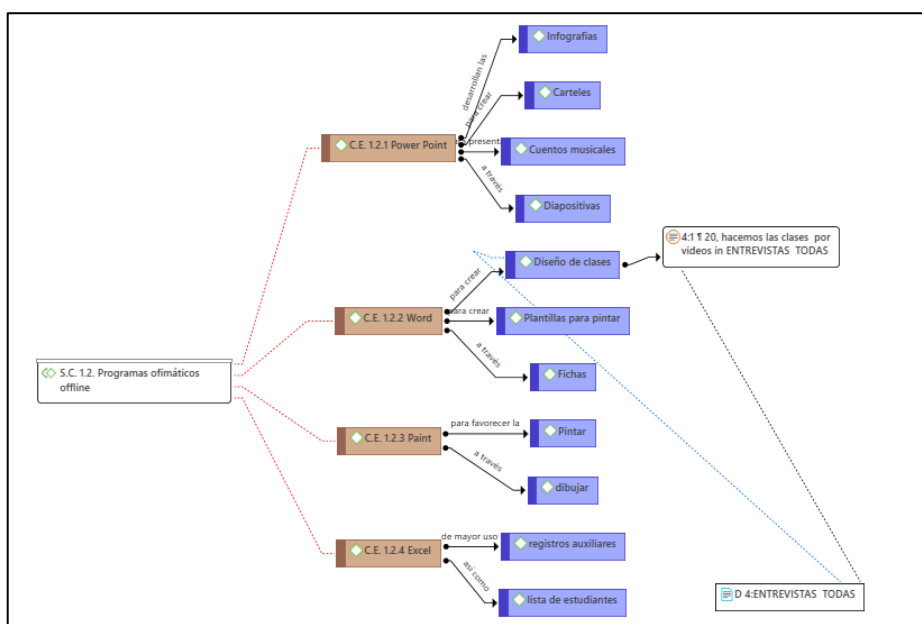 Infografias
desarrollan las
Carteles
para crear
C.E. 1.2.1 Power Point
Cuentos musicales
a través
Diapositivas
4:1 ¶ 20, hacemos las clases por
videos in ENTREVISTAS TODAS
Diseño de clases
para crear
C.E. 1.2.2 Word
para crear
Plantillas para pintar
a través
Fichas
S.C. 1.2. Programas ofimáticos
offline
C.E. 1.2.3 Paint
para favorecer la
Pintar
a través
dibujar
C.E. 1.2.4 Excel
de mayor uso
registros auxiliares
así como
lista de estudiantes
D 4:ENTREVISTAS TODAS